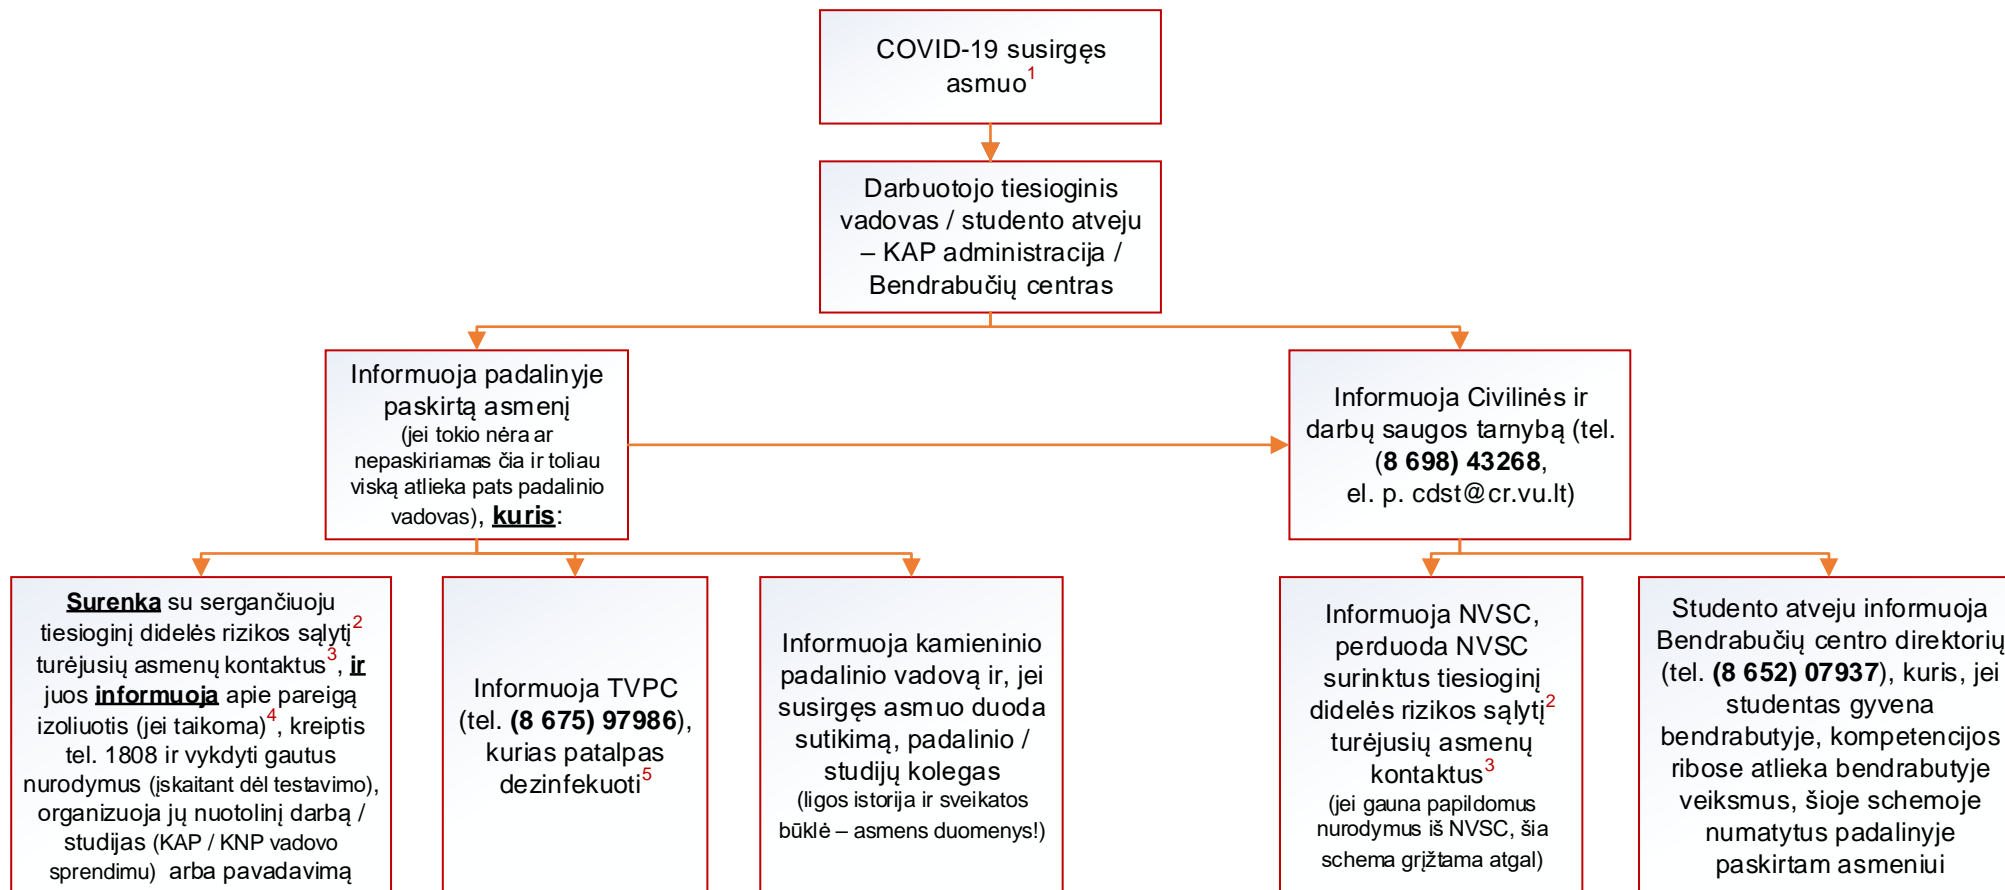 COVID-19 susirgęs
asmuo1
Darbuotojo tiesioginis
vadovas / studento atveju
– KAP administracija /
Bendrabučių centras
Informuoja padalinyje
paskirtą asmenį
(jei tokio nėra ar
nepaskiriamas čia ir toliau
viską atlieka pats padalinio
vadovas), kuris:
Informuoja Civilinės ir
darbų saugos tarnybą (tel.
(8 698) 43268,
el. p. cdst@cr.vu.lt)
Surenka su sergančiuoju
tiesioginį didelės rizikos sąlytį2
turėjusių asmenų kontaktus3, ir
juos informuoja apie pareigą
izoliuotis (jei taikoma)4, kreiptis
tel. 1808 ir vykdyti gautus
nurodymus (įskaitant dėl testavimo),
organizuoja jų nuotolinį darbą /
studijas (KAP / KNP vadovo
sprendimu) arba pavadavimą
Informuoja TVPC
(tel. (8 675) 97986),
kurias patalpas
dezinfekuoti5
Informuoja kamieninio
padalinio vadovą ir, jei
susirgęs asmuo duoda
sutikimą, padalinio /
studijų kolegas
(ligos istorija ir sveikatos
būklė – asmens duomenys!)
Informuoja NVSC,
perduoda NVSC
surinktus tiesioginį
didelės rizikos sąlytį2
turėjusių asmenų
kontaktus3
(jei gauna papildomus
nurodymus iš NVSC, šia
schema grįžtama atgal)
Studento atveju informuoja
Bendrabučių centro direktorių
(tel. (8 652) 07937), kuris, jei
studentas gyvena
bendrabutyje, kompetencijos
ribose atlieka bendrabutyje
veiksmus, šioje schemoje
numatytus padalinyje
paskirtam asmeniui